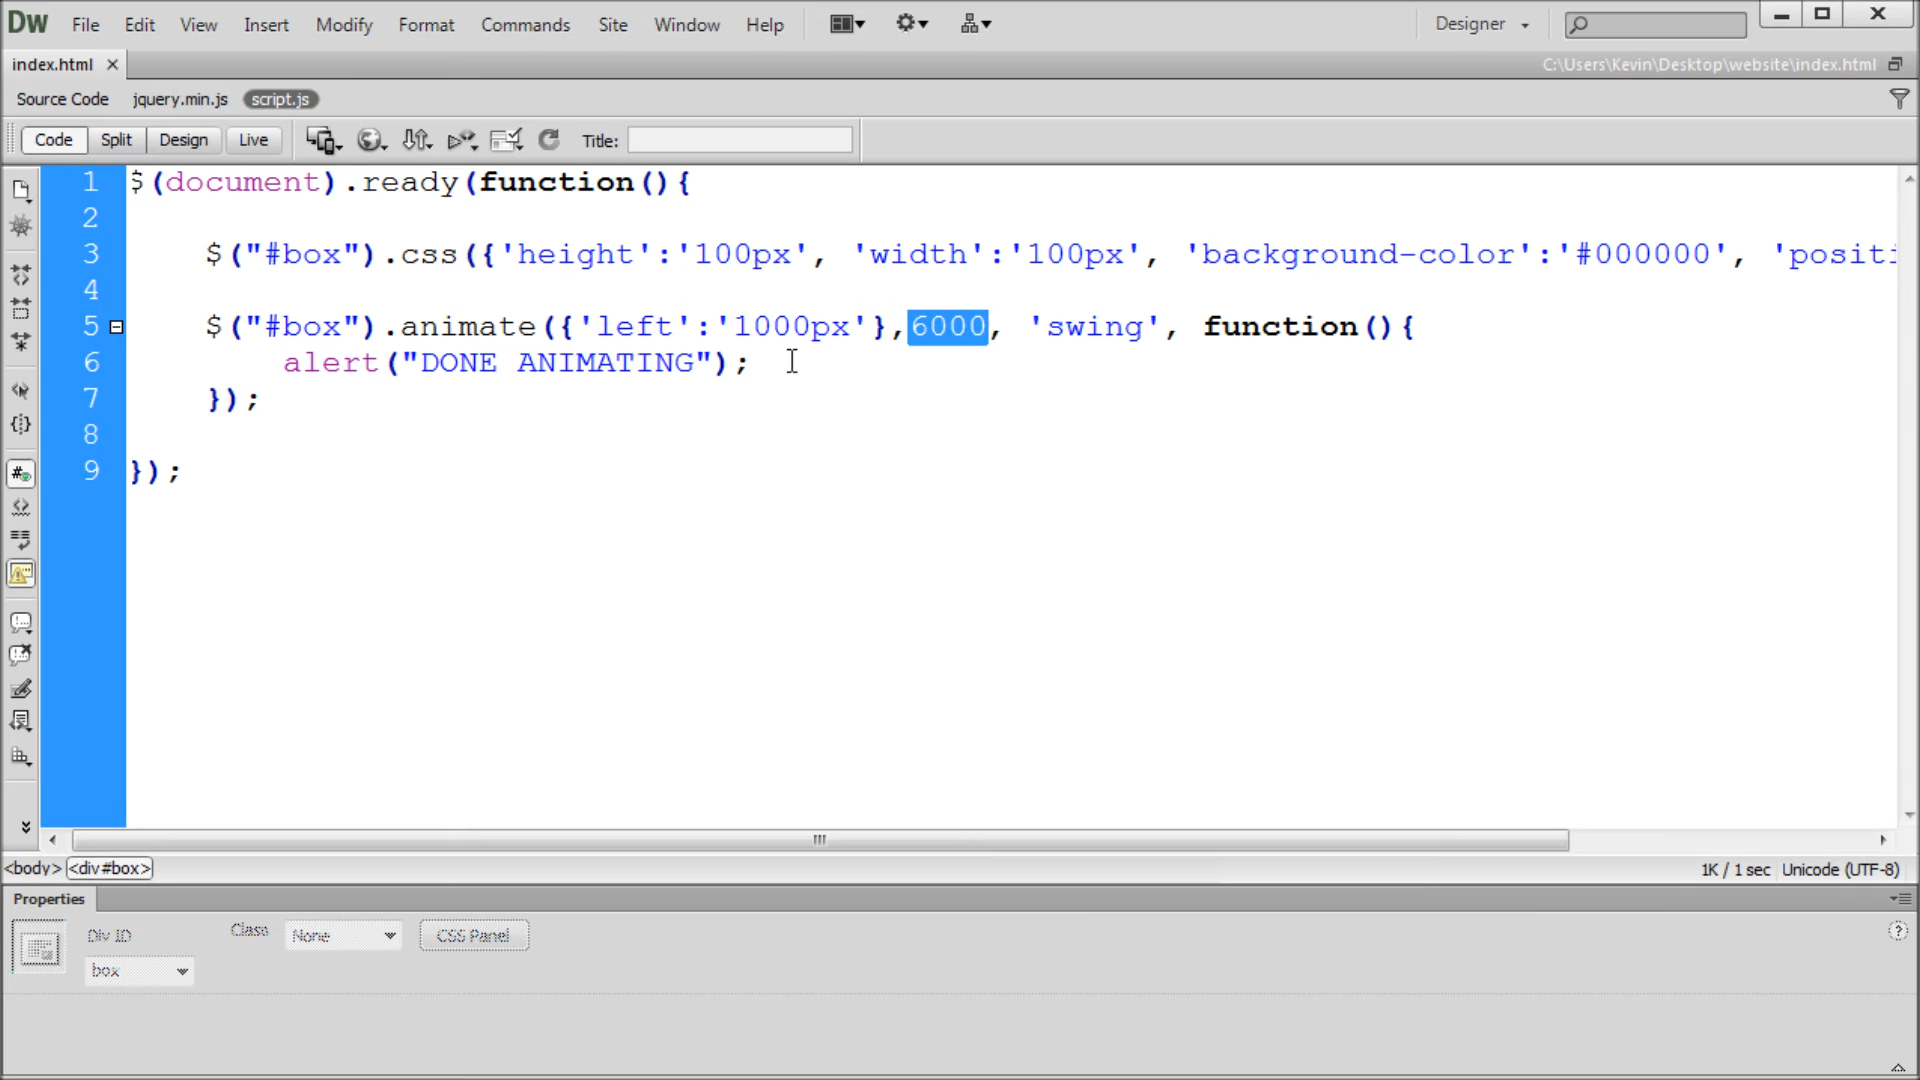 DW File Edit View Insert Modify Format Commands Site Window Help Designer
index.html C:\Users\Kevin\Desktop\website\index.html
Source Code jquery.min.js script.js
Code Split Design Live Title:
1 $(document).ready(function(){
2
3 $("#box").css({'height':'100px', 'width':'100px', 'background-color':'#000000', 'positi
4
5 $("#box").animate({'left':'1000px'},6000, 'swing', function(){
6 alert("DONE ANIMATING");
7 });
8
9 });
<body> <div#box> 1K / 1 sec Unicode (UTF-8)
Properties
Div ID Class None CSS Panel
box